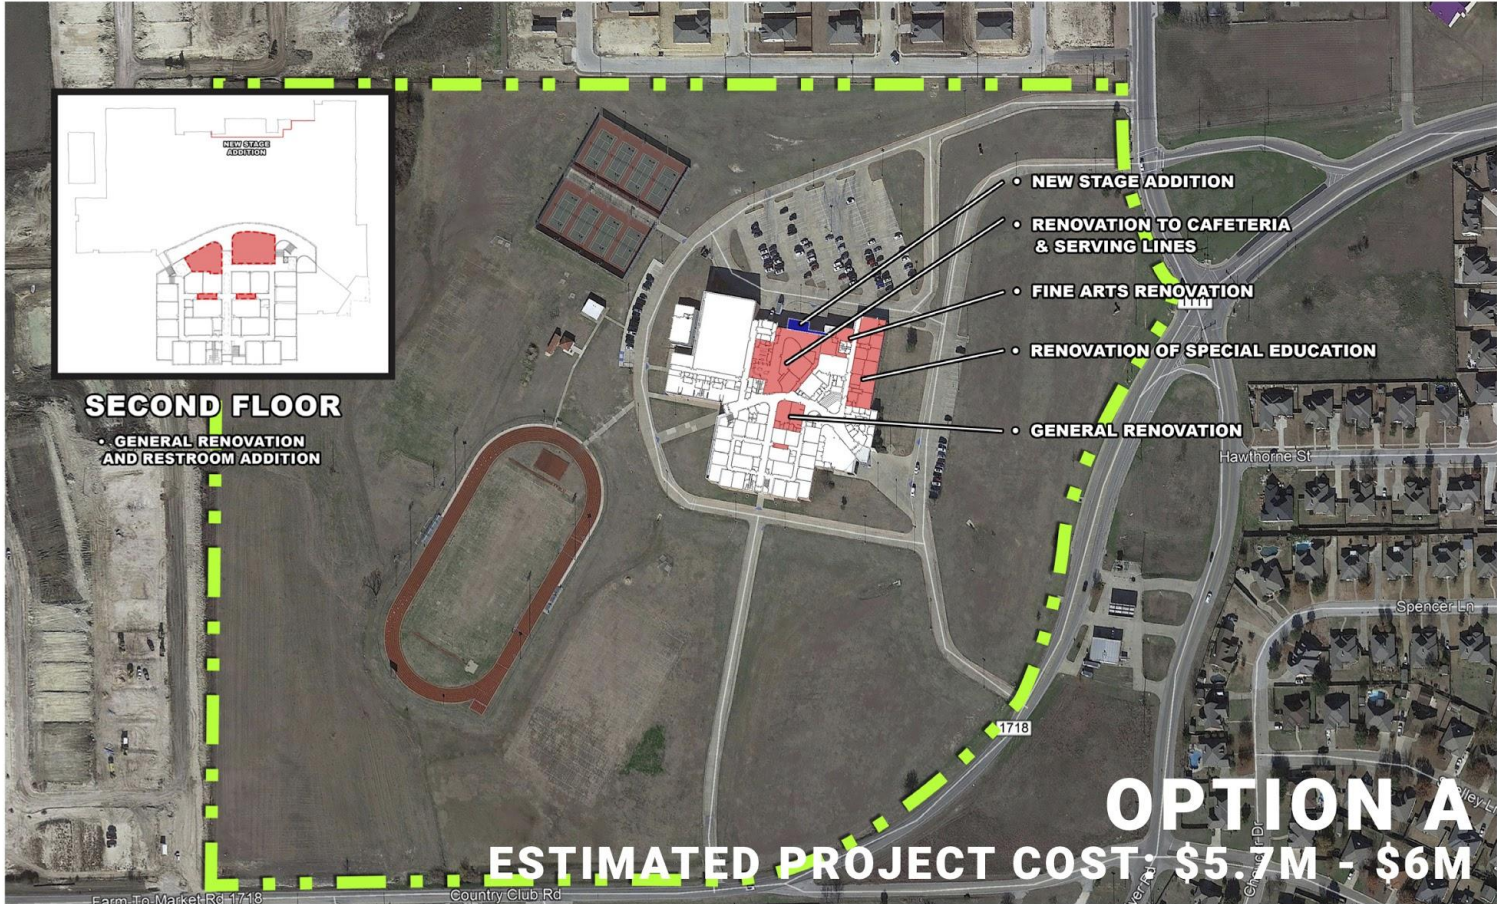 NEW STAGE
ADDITION
SECOND FLOOR
• GENERAL RENOVATION
AND RESTROOM ADDITION
• NEW STAGE ADDITION
• RENOVATION TO CAFETERIA
& SERVING LINES
• FINE ARTS RENOVATION
• RENOVATION OF SPECIAL EDUCATION
• GENERAL RENOVATION
Hawthorne St
Spencer Ln
1718
OPTION A
ESTIMATED PROJECT COST: $5.7M - $6M
Farm-To-Market Rd 1718
Country Club Rd